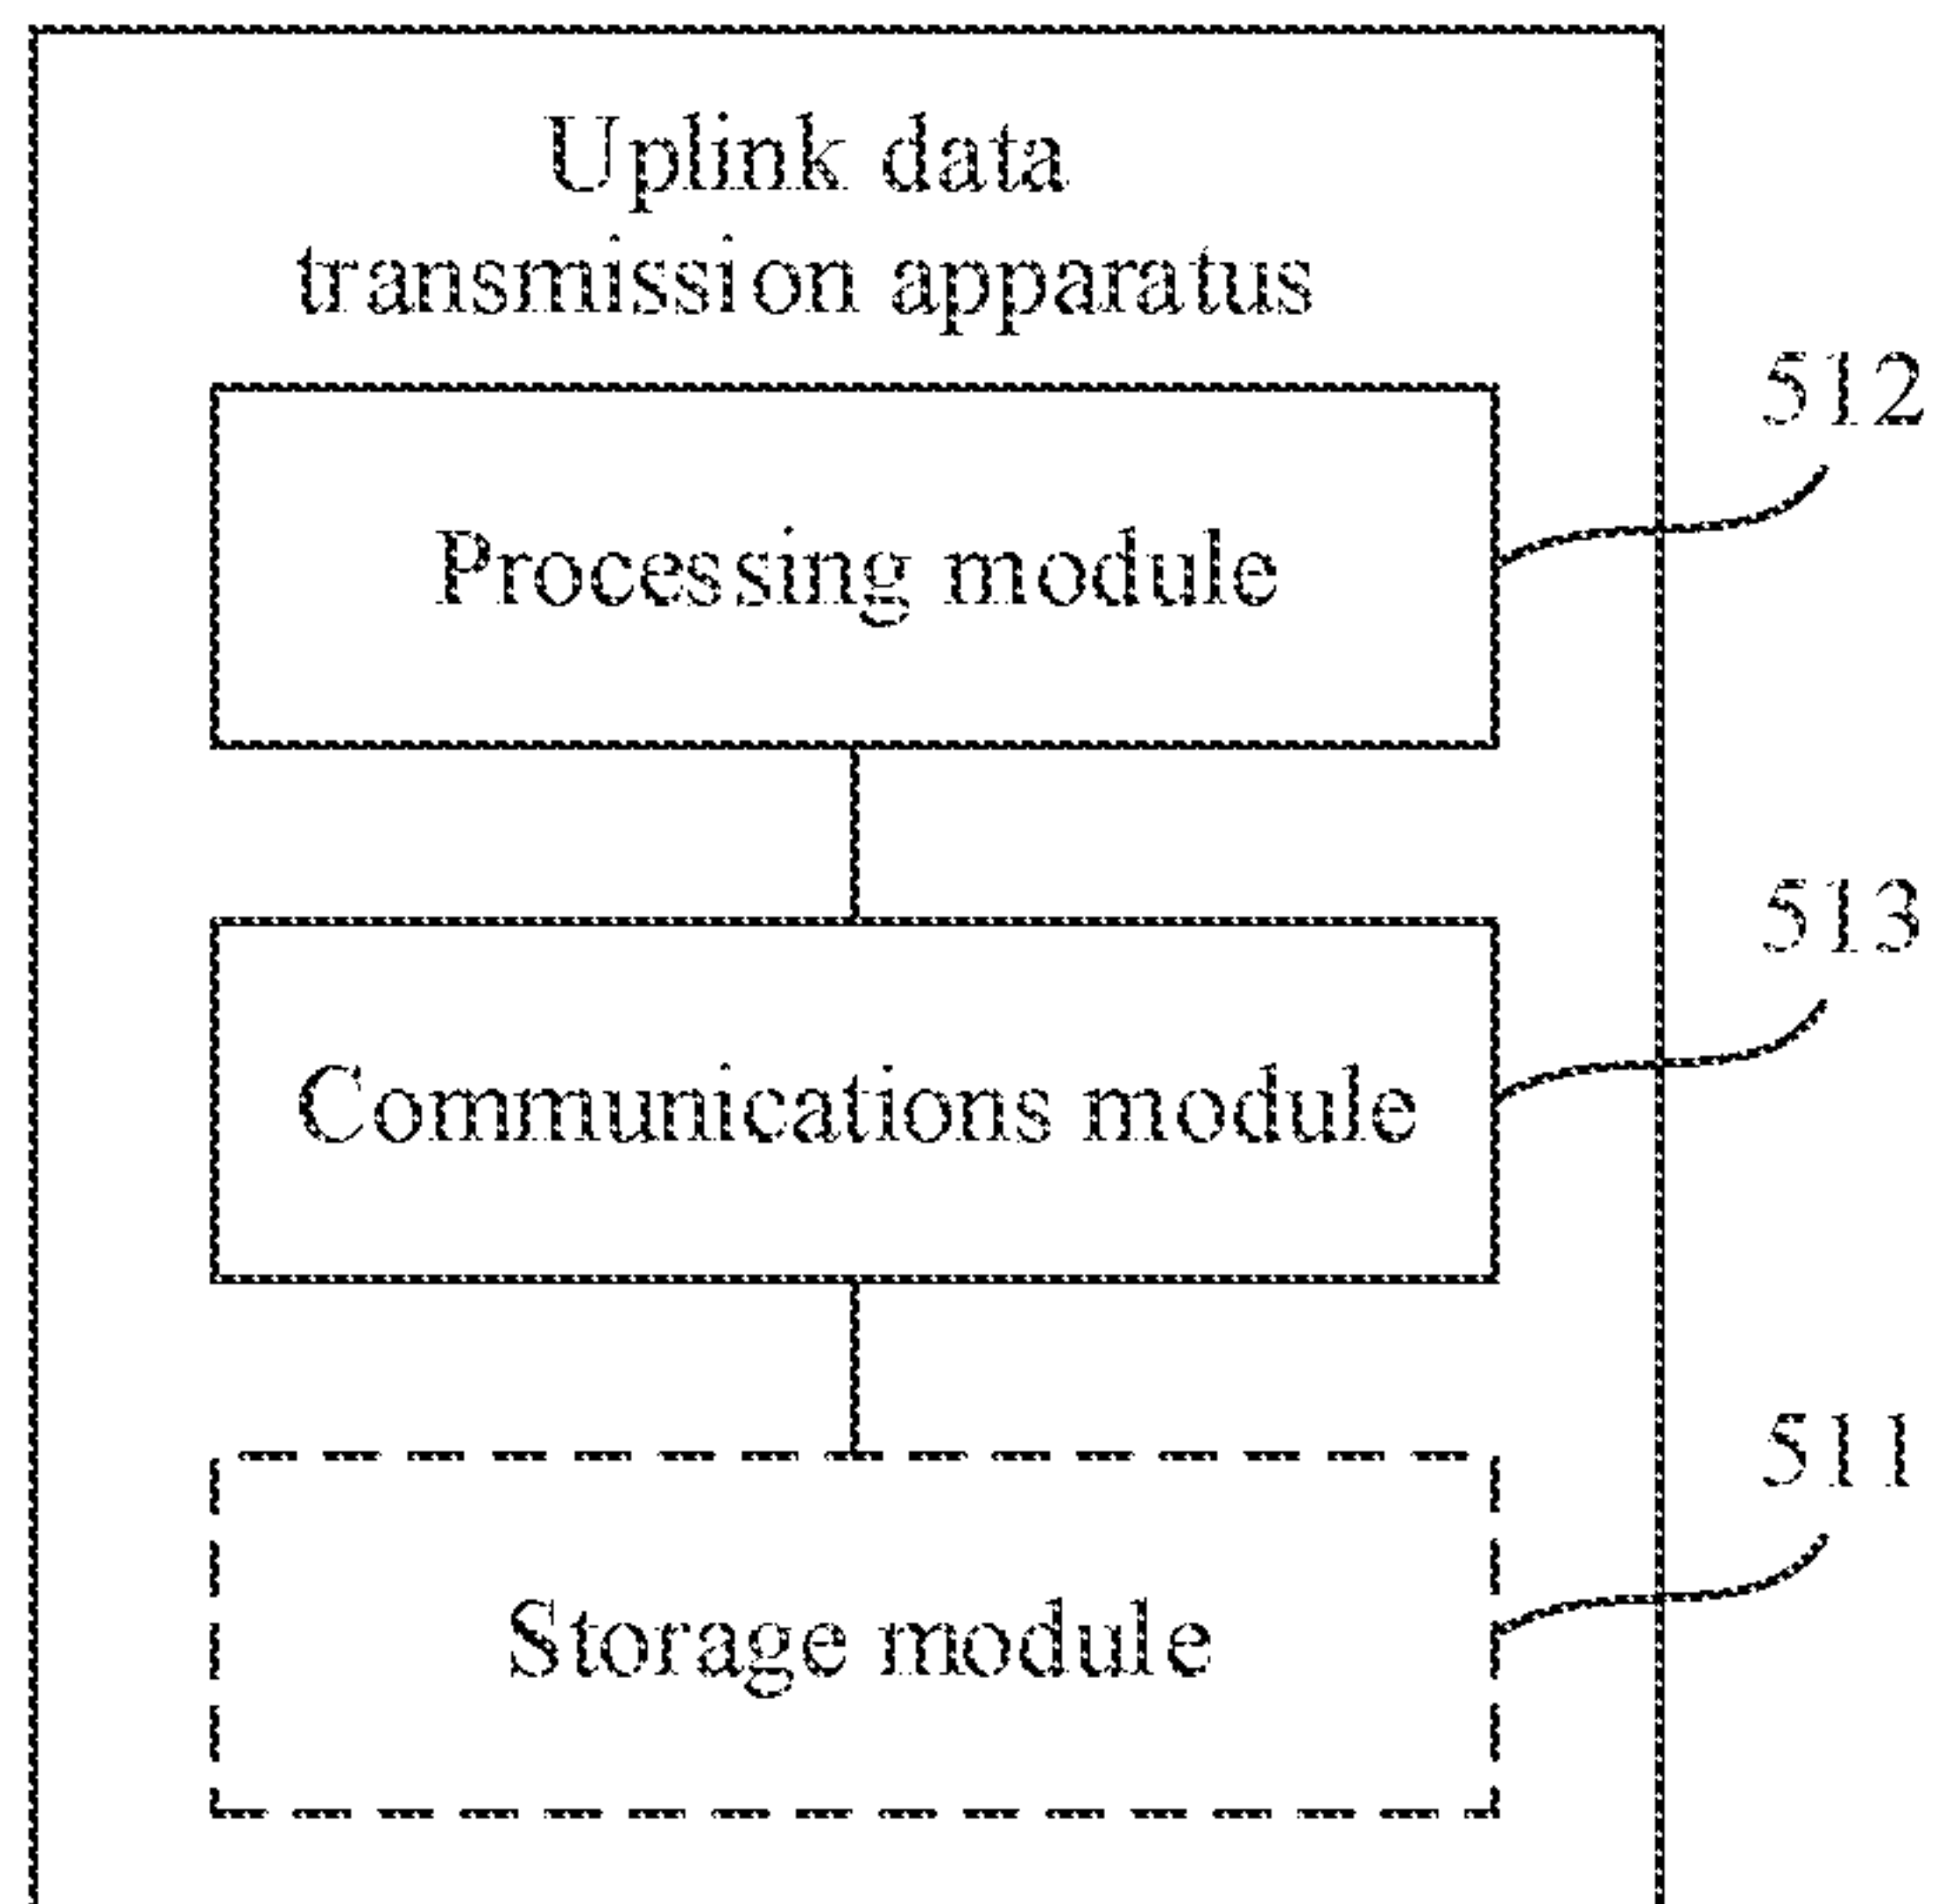 Uplink data
transmission apparatus
512
Processing module
513
Communications module
511
Storage module